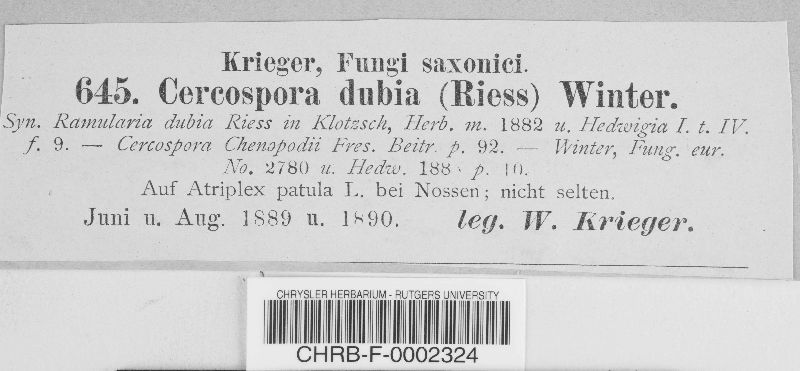 Krieger, Fungi saxonici.
645. Cercospora dubia (Riess) Winter.
Syn. Ramularia dubia Riess in Klotzsch, Herb. m. 1882 u. Hedwigia I. t. IV.
f. 9. — Cercospora Chenopodii Fres. Beitr. p. 92. — Winter, Fung. eur.
No. 2780 u. Hedw. 188 p. 10.
Auf Atriplex patula L. bei Nossen; nicht selten.
Juni u. Aug. 1889 u. 1890. leg. W. Krieger.
CHRYSLER HERBARIUM - RUTGERS UNIVERSITY
CHRB-F-0002324